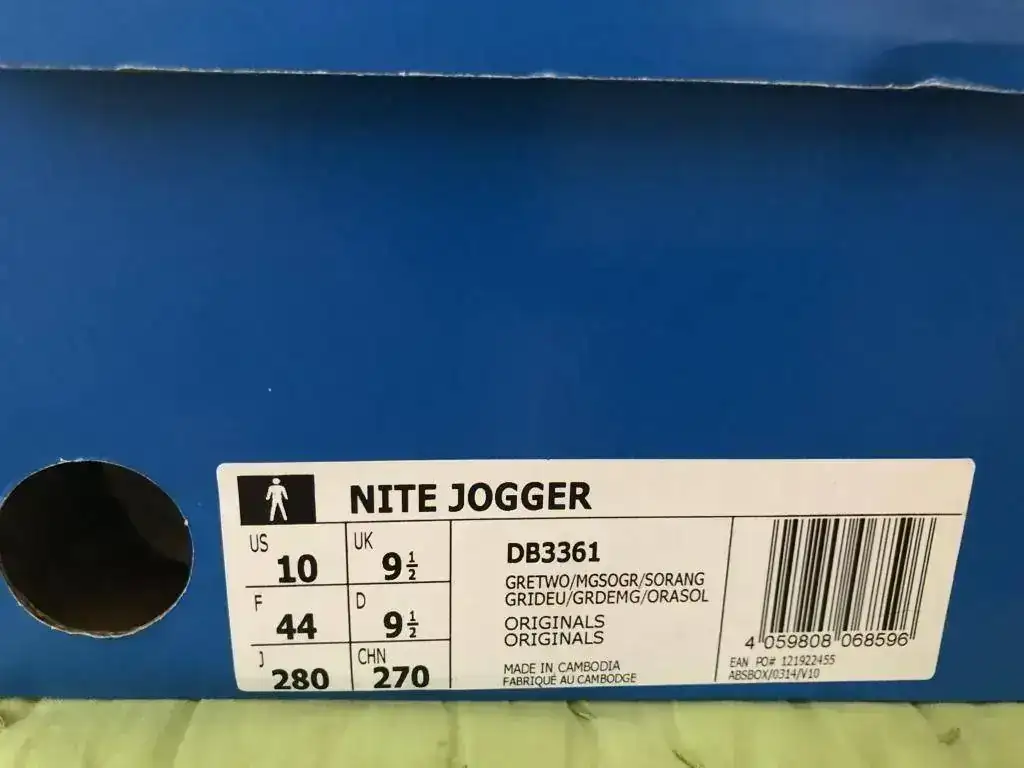 NITE JOGGER
US 10 UK 9 1/2
F 44 D 9 1/2
J 280 CHN 270
DB3361
GRETWO/MGSOGR/SORANG
GRIDEU/GRDEMG/ORASOL
ORIGINALS
ORIGINALS
MADE IN CAMBODIA
FABRIQUÉ AU CAMBODGE
4 059808 068596
EAN PO# 121922455
ABSBOX/0314/V10